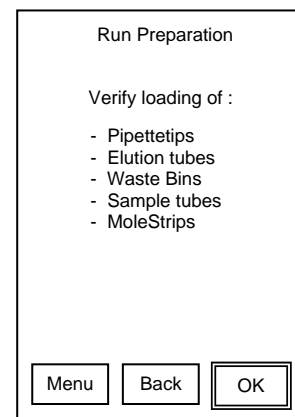 Run Preparation
Verify loading of :
- Pipettetips
- Elution tubes
- Waste Bins
- Sample tubes
- MoleStrips
Menu Back OK